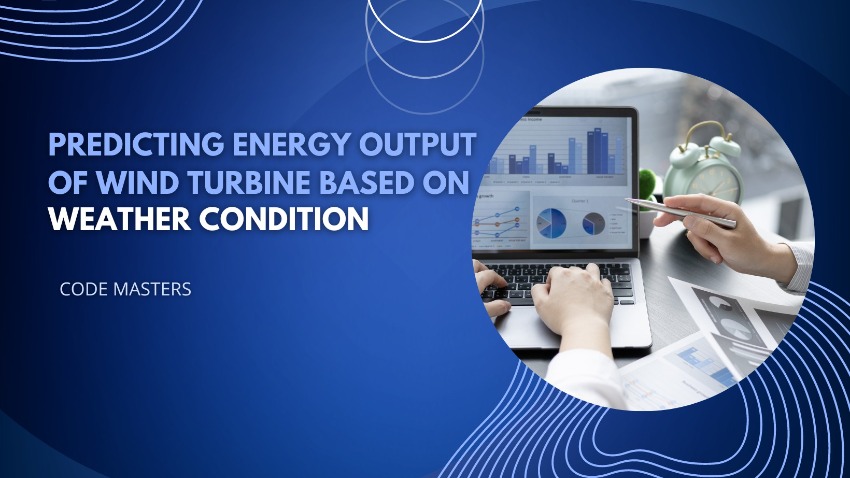 PREDICTING ENERGY OUTPUT
OF WIND TURBINE BASED ON
WEATHER CONDITION
CODE MASTERS